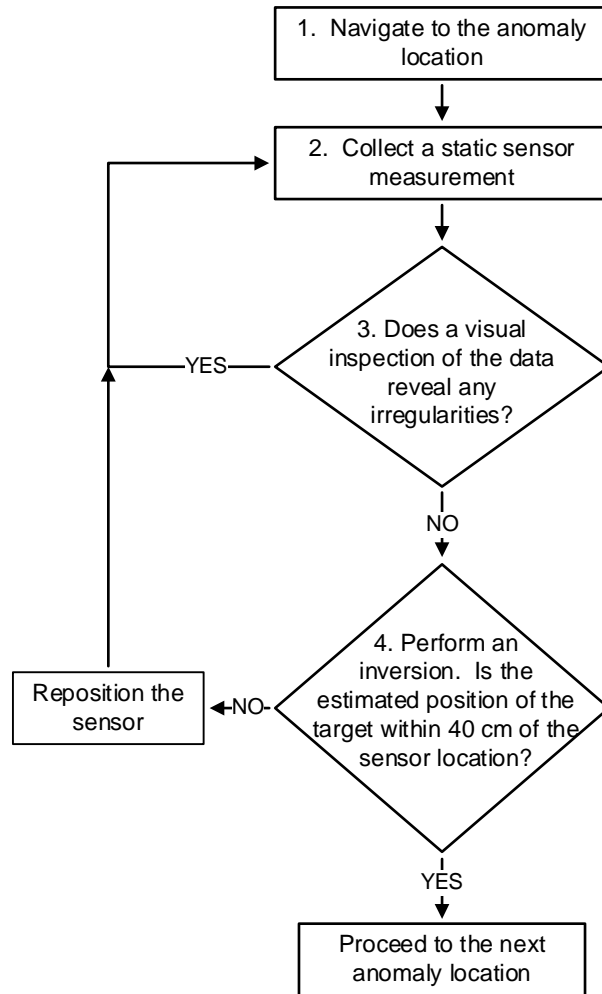 1. Navigate to the anomaly
location
2. Collect a static sensor
measurement
3. Does a visual
inspection of the data
reveal any
irregularities?
YES
NO
4. Perform an
inversion. Is the
estimated position of the
target within 40 cm of the
sensor location?
NO
Reposition the
sensor
YES
Proceed to the next
anomaly location